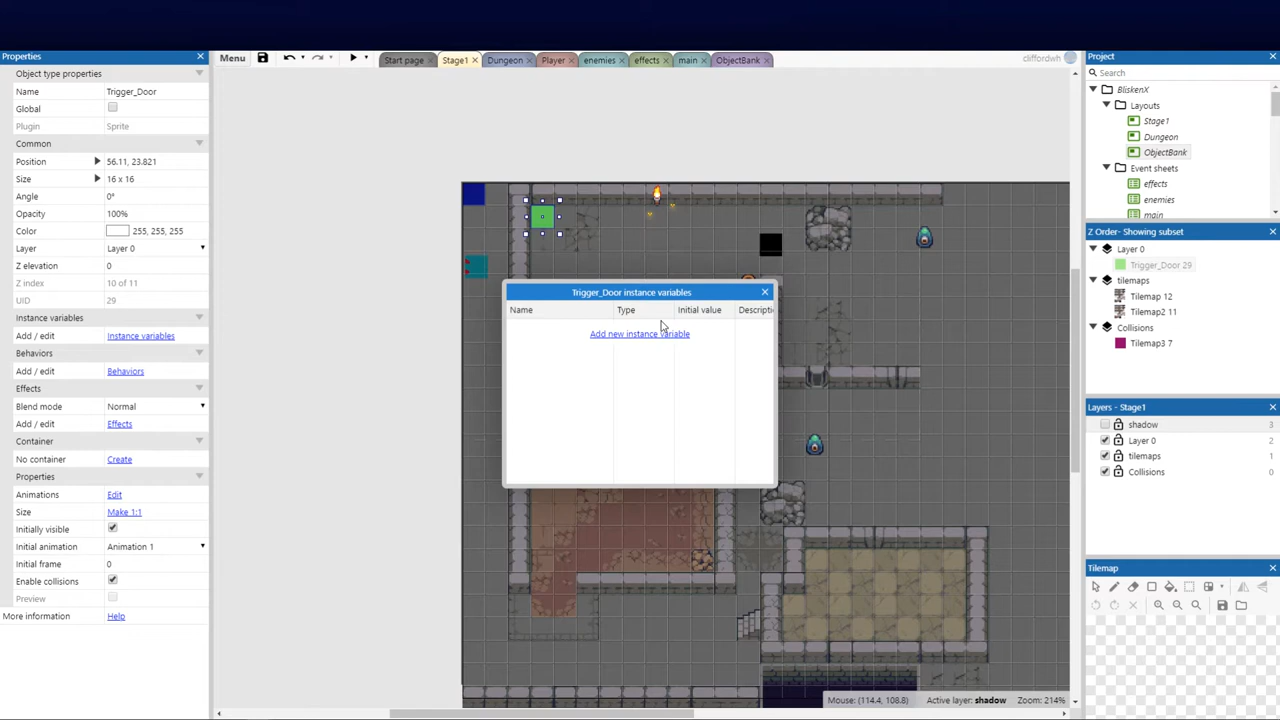 Properties
Object type properties
Name Trigger_Door
Global
Plugin Sprite
Common
Position 56.11, 23.821
Size 16 x 16
Angle 0°
Opacity 100%
Color 255, 255, 255
Layer Layer 0
Z elevation 0
Z index 10 of 11
UID 29
Instance variables
Add / edit Instance variables
Behaviors
Add / edit Behaviors
Effects
Blend mode Normal
Add / edit Effects
Container
No container Create
Properties
Animations Edit
Size Make 1:1
Initially visible
Initial animation Animation 1
Initial frame 0
Enable collisions
Preview
More information Help
Menu
Start page Stage1 Dungeon Player enemies effects main ObjectBank
cliffordwh
Trigger_Door instance variables
Name Type Initial value Descriptio
Add new instance variable
Mouse: (114.4, 108.8) Active layer: shadow Zoom: 214%
Project
Search
BliskenX
Layouts
Stage1
Dungeon
ObjectBank
Event sheets
effects
enemies
main
Z Order- Showing subset
Layer 0
Trigger_Door 29
tilemaps
Tilemap 12
Tilemap2 11
Collisions
Tilemap3 7
Layers - Stage1
shadow 3
Layer 0 2
tilemaps 1
Collisions 0
Tilemap